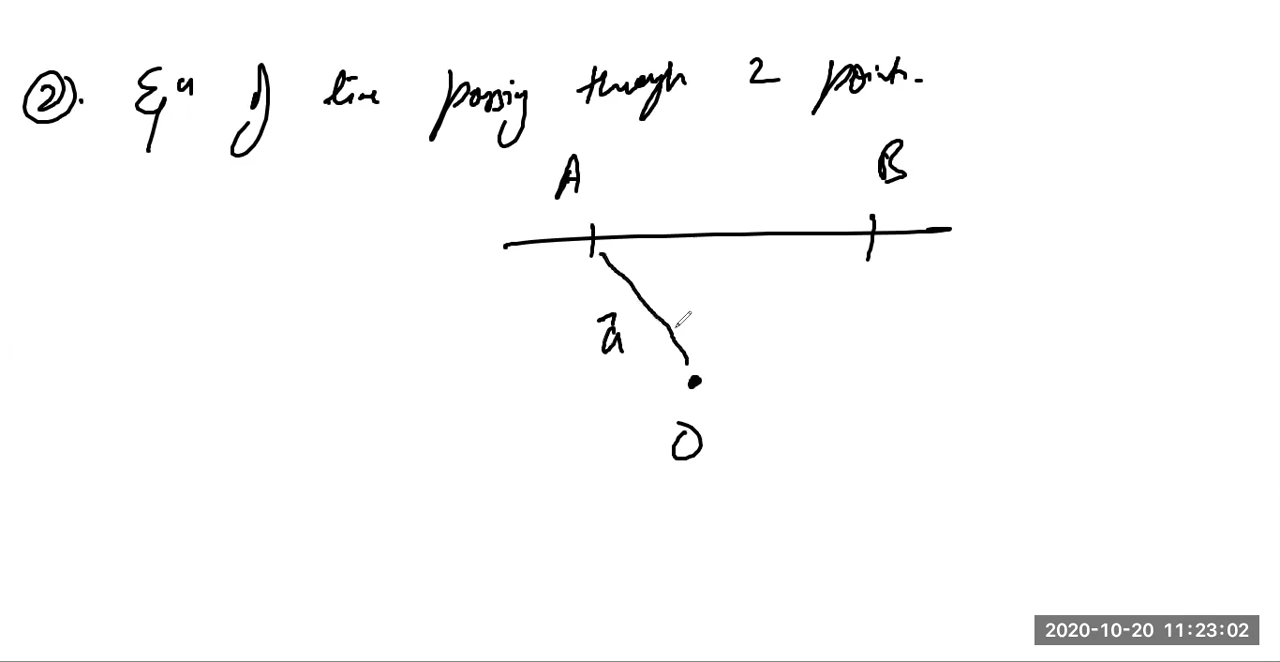 ②. Eqⁿ of line passing through 2 points.
A
B
a⃗
O
2020-10-20 11:23:02